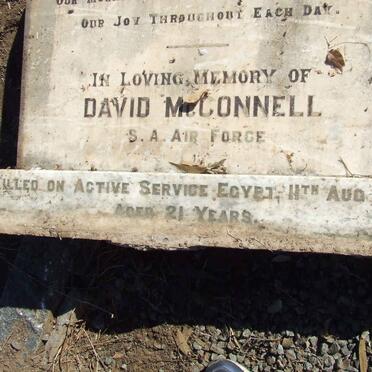 Our Joy Throughout Each Day.
In Loving Memory of
David McConnell
S.A. Air Force
illed on Active Service Egypt, 11th Aug
Aged 21 Years.